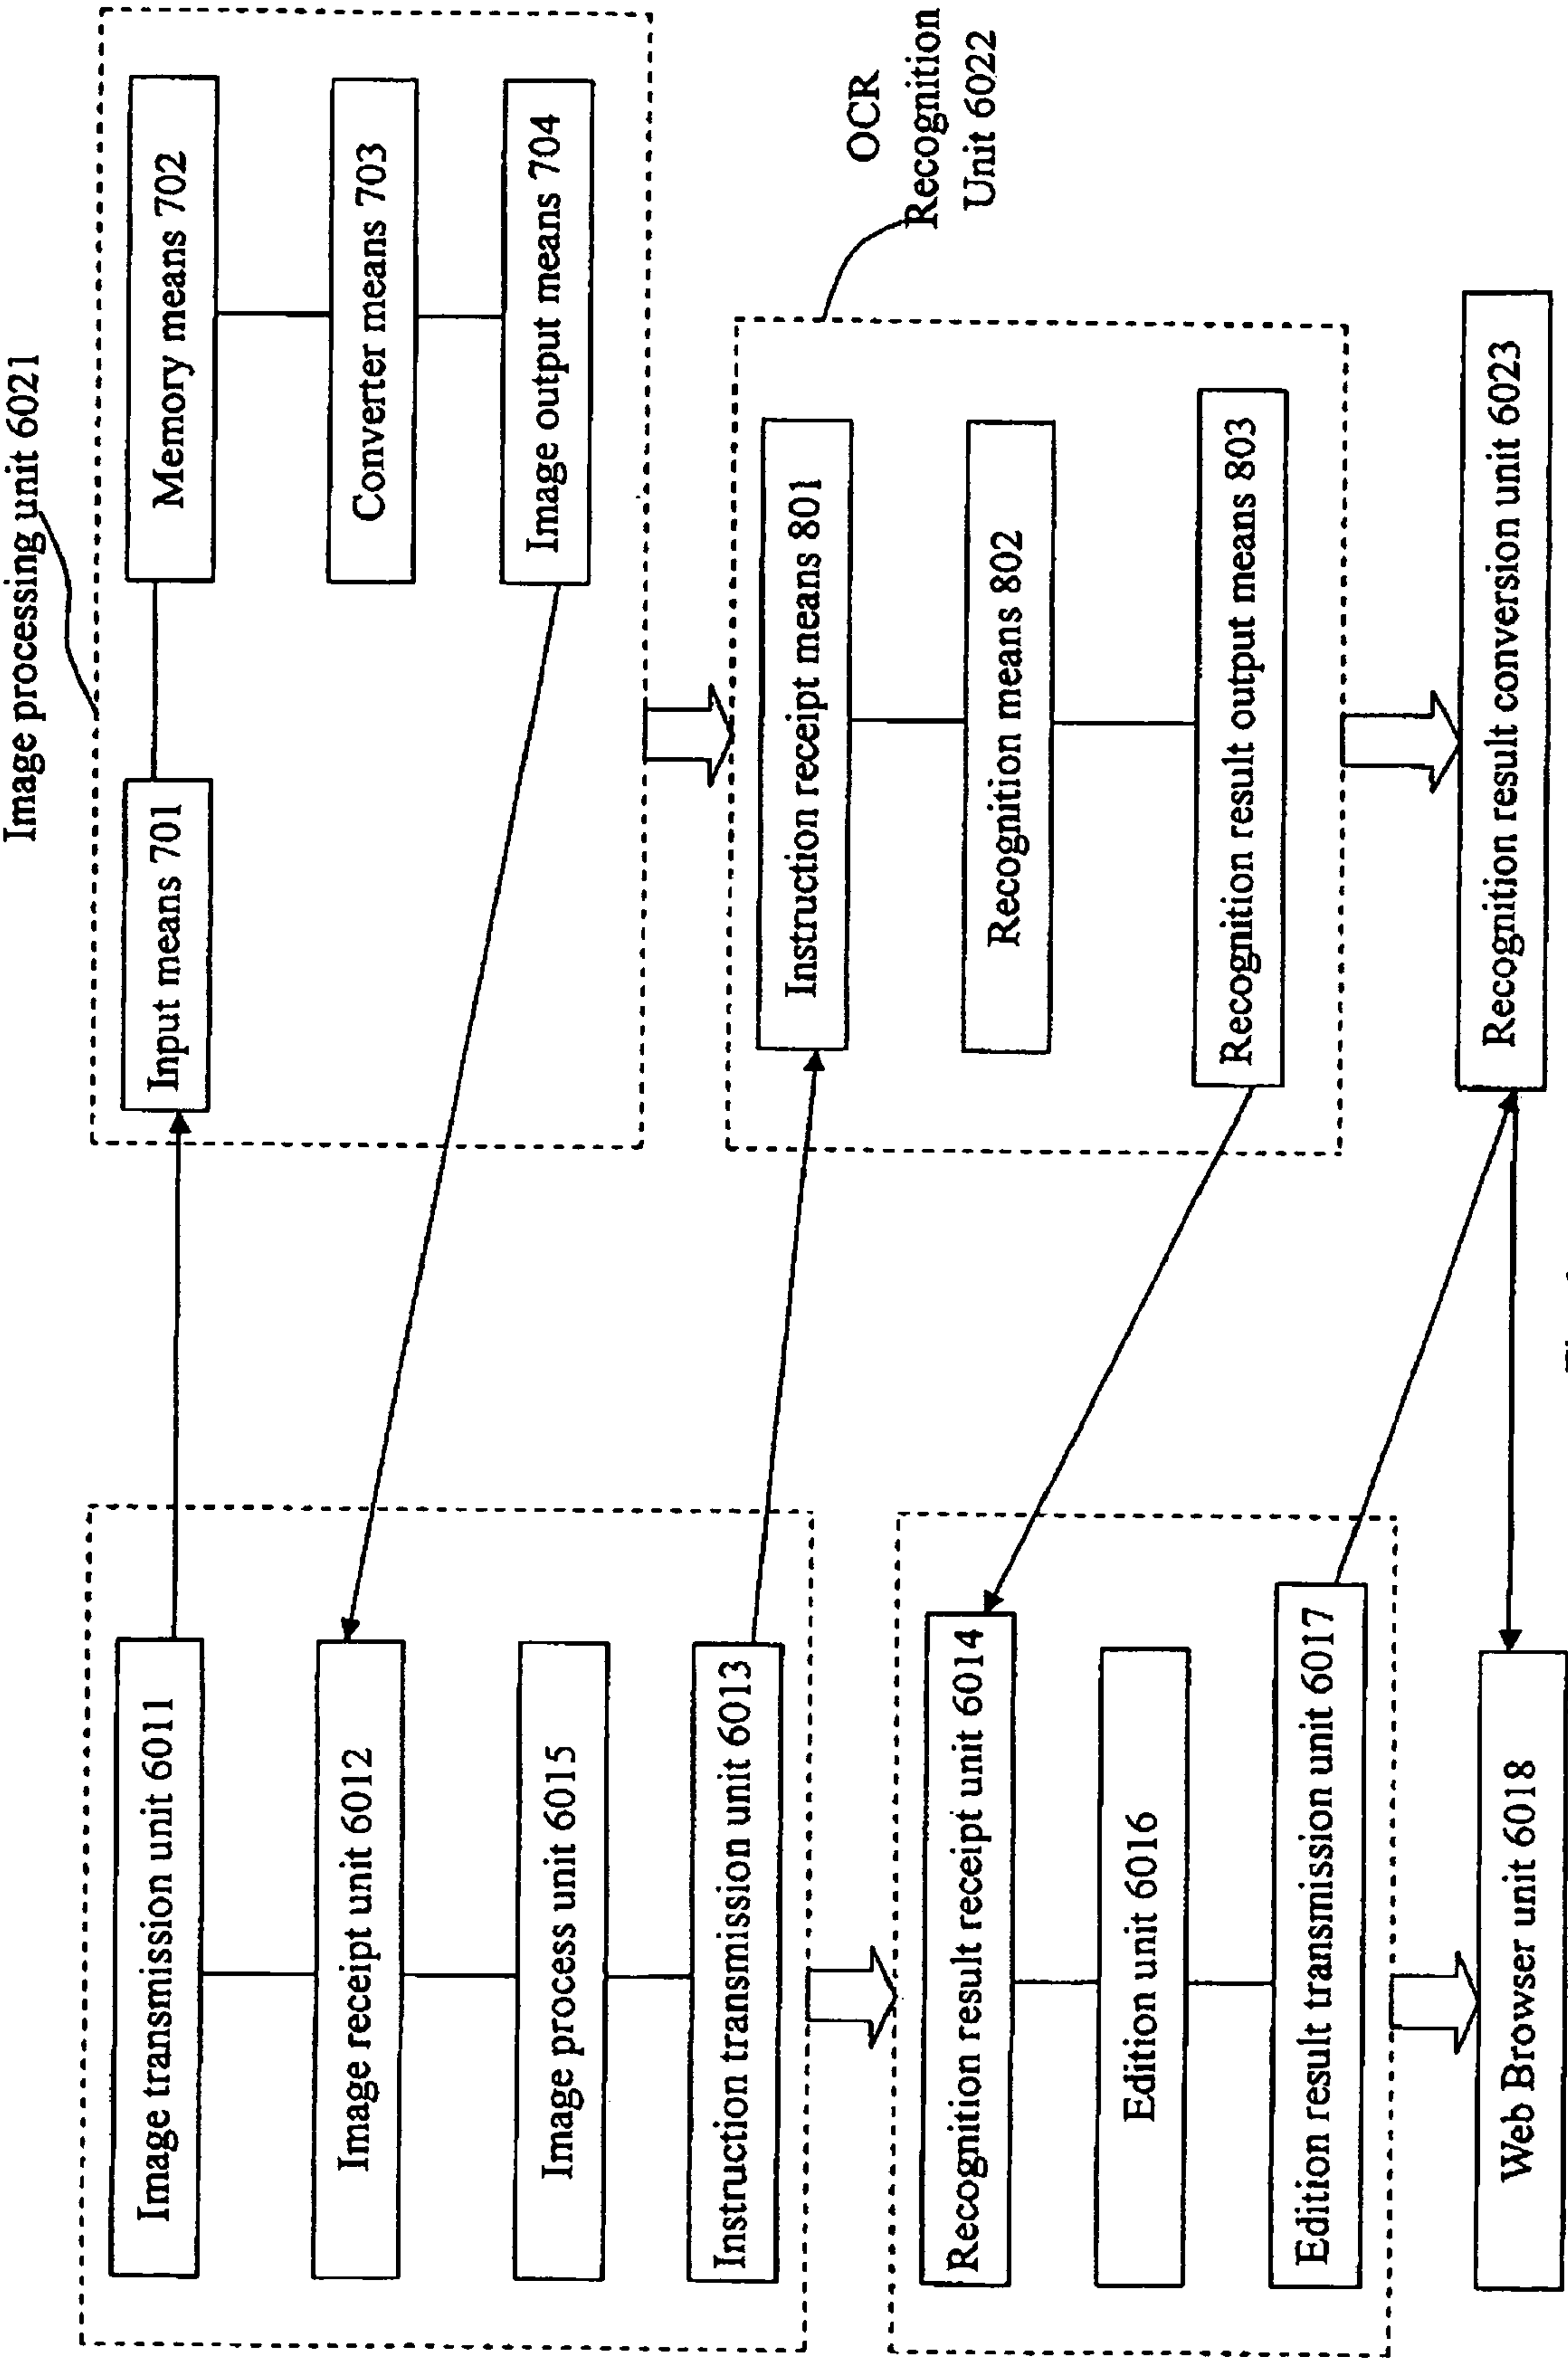 Image processing unit 6021
Image transmission unit 6011
Input means 701
Memory means 702
Image receipt unit 6012
Converter means 703
Image process unit 6015
Image output means 704
Instruction transmission unit 6013
Instruction receipt means 801
OCR
Recognition
Unit 6022
Recognition result receipt unit 6014
Recognition means 802
Edition unit 6016
Recognition result output means 803
Edition result transmission unit 6017
Web Browser unit 6018
Recognition result conversion unit 6023